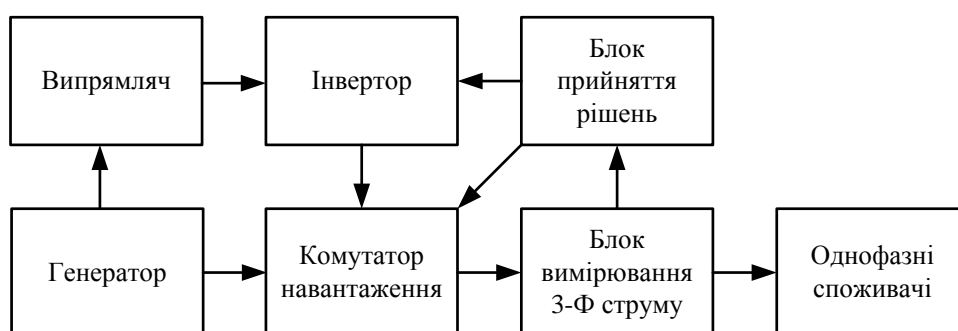 Випрямляч
Інвертор
Блок
прийняття
рішень
Генератор
Комутатор
навантаження
Блок
вимірювання
3-Ф струму
Однофазні
споживачі